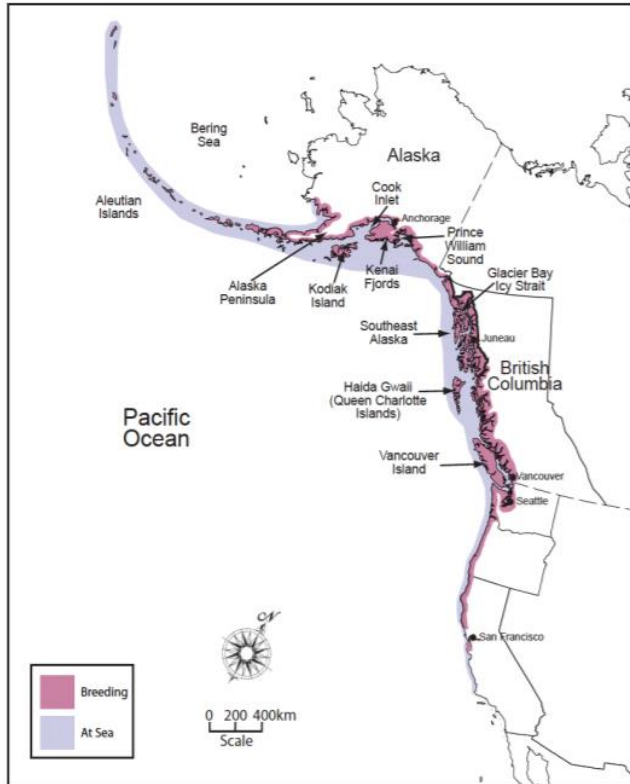 Bering
Sea
Alaska
Aleutian
Islands
Cook
Inlet
Anchorage
Prince
William
Sound
Alaska
Peninsula
Kodiak
Island
Kenai
Fjords
Glacier Bay
Icy Strait
Southeast
Alaska
Juneau
British
Columbia
Haida Gwaii
(Queen Charlotte
Islands)
Pacific
Ocean
Vancouver
Island
Vancouver
Seattle
San Francisco
N
Breeding
At Sea
0 200 400km
Scale